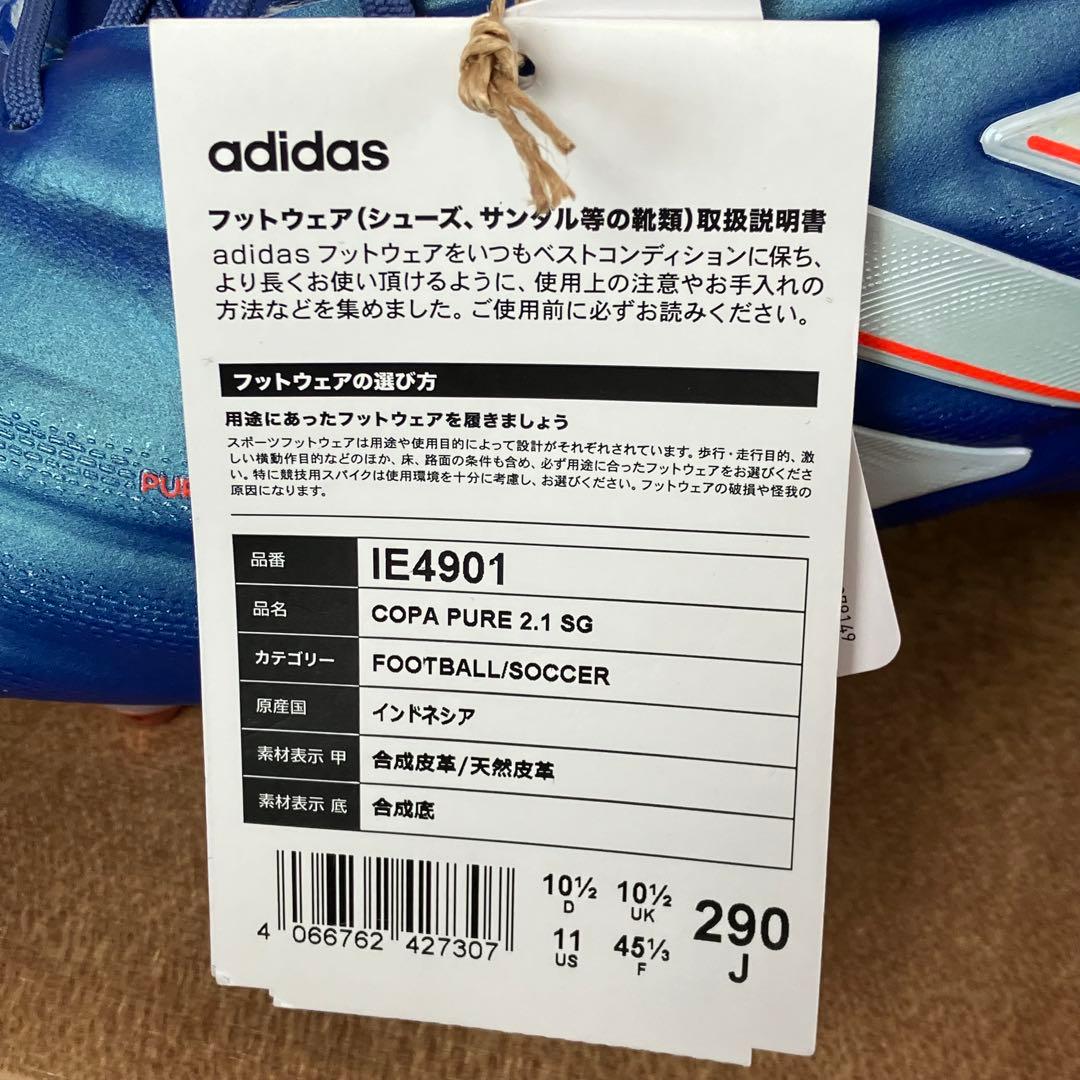 adidas
フットウェア(シューズ、サンダル等の靴類)取扱説明書
adidas フットウェアをいつもベストコンディションに保ち、
より長くお使い頂けるように、使用上の注意やお手入れの
方法などを集めました。ご使用前に必ずお読みください。
フットウェアの選び方
用途にあったフットウェアを履きましょう
スポーツフットウェアは用途や使用目的によって設計がそれぞれされています。歩行・走行目的、激
しい横動作目的などのほか、床、路面の条件も含め、必ず用途に合ったフットウェアをお選びくださ
い。特に競技用スパイクは使用環境を十分に考慮し、お選びください。フットウェアの破損や怪我の
原因になります。
品番 IE4901
品名 COPA PURE 2.1 SG
カテゴリー FOOTBALL/SOCCER
原産国 インドネシア
素材表示 甲 合成皮革/天然皮革
素材表示 底 合成底
4 066762 427307
10½ D 10½ UK
11 US 45⅓ F
290 J